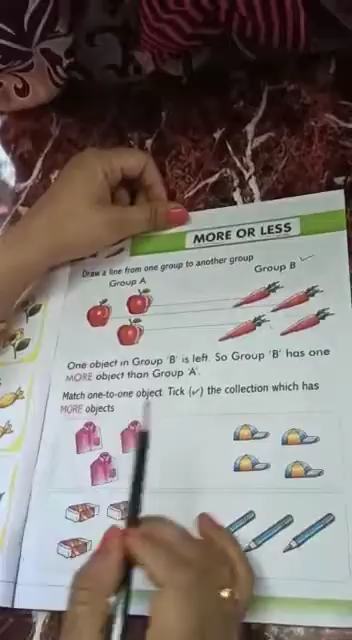 MORE OR LESS
Draw a line from one group to another group
Group A
Group B
One object in Group 'B' is left. So Group 'B' has one
MORE object than Group 'A'.
Match one-to-one object. Tick (✓) the collection which has
MORE objects